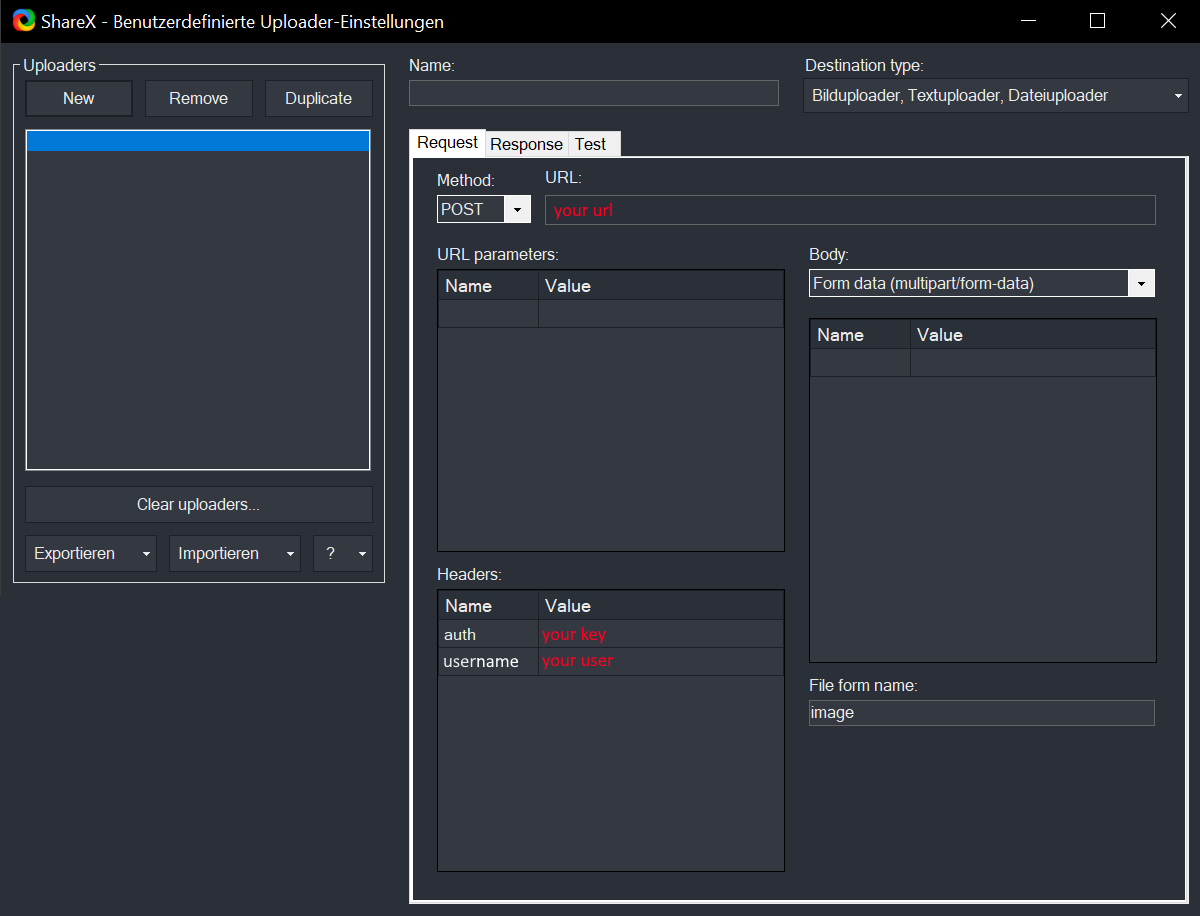 ShareX - Benutzerdefinierte Uploader-Einstellungen
Uploaders
New Remove Duplicate
Clear uploaders...
Exportieren Importieren ?
Name:
Destination type:
Bilduploader, Textuploader, Dateiuploader
Request Response Test
Method: URL:
POST your url
URL parameters:
Name Value
Headers:
Name Value
auth your key
username your user
Body:
Form data (multipart/form-data)
Name Value
File form name:
image